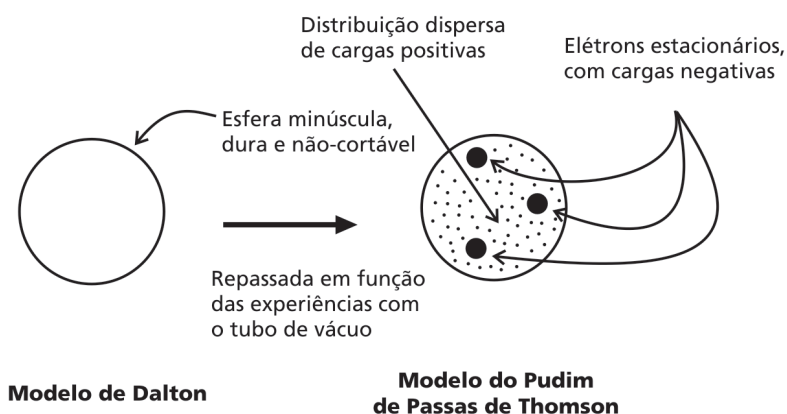 Distribuição dispersa
de cargas positivas
Elétrons estacionários,
com cargas negativas
Esfera minúscula,
dura e não-cortável
Repassada em função
das experiências com
o tubo de vácuo
Modelo de Dalton
Modelo do Pudim
de Passas de Thomson